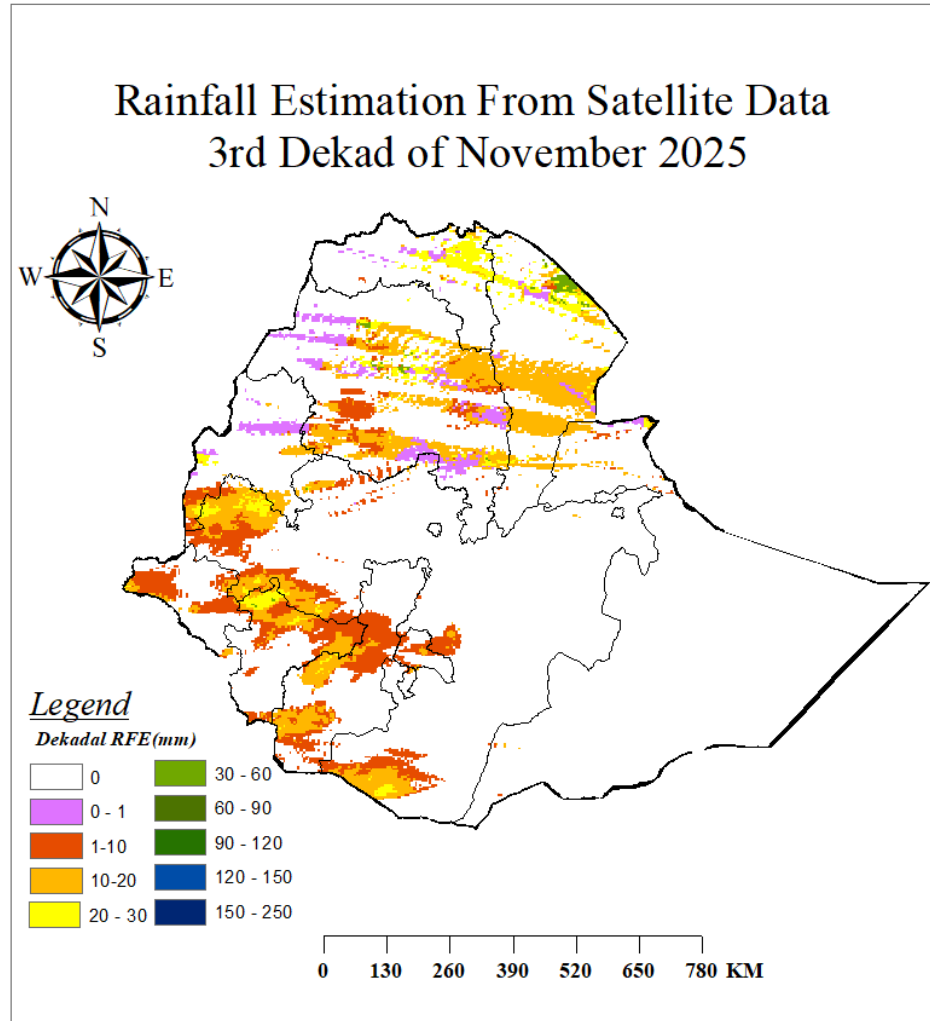 Rainfall Estimation From Satellite Data
3rd Dekad of November 2025
N
W E
S
Legend
Dekadal RFE(mm)
0
0 - 1
1-10
10-20
20 - 30
30 - 60
60 - 90
90 - 120
120 - 150
150 - 250
0 130 260 390 520 650 780 KM